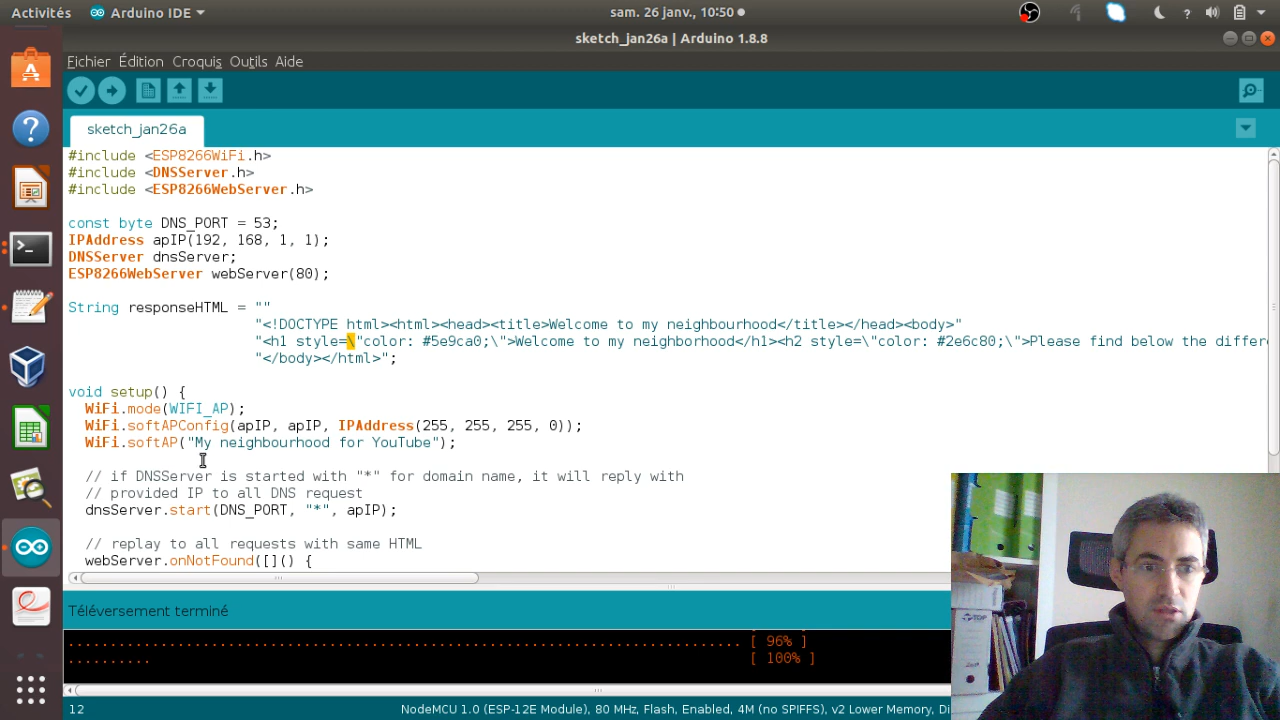 Activités Arduino IDE sam. 26 janv., 10:50
sketch_jan26a | Arduino 1.8.8
Fichier Édition Croquis Outils Aide
sketch_jan26a
#include <ESP8266WiFi.h>
#include <DNSServer.h>
#include <ESP8266WebServer.h>
const byte DNS_PORT = 53;
IPAddress apIP(192, 168, 1, 1);
DNSServer dnsServer;
ESP8266WebServer webServer(80);
String responseHTML = ""
"<!DOCTYPE html><html><head><title>Welcome to my neighbourhood</title></head><body>"
"<h1 style=\"color: #5e9ca0;\">Welcome to my neighborhood</h1><h2 style=\"color: #2e6c80;\">Please find below the differe
"</body></html>";
void setup() {
WiFi.mode(WIFI_AP);
WiFi.softAPConfig(apIP, apIP, IPAddress(255, 255, 255, 0));
WiFi.softAP("My neighbourhood for YouTube");
// if DNSServer is started with "*" for domain name, it will reply with
// provided IP to all DNS request
dnsServer.start(DNS_PORT, "*", apIP);
// replay to all requests with same HTML
webServer.onNotFound([]() {
Téléversement terminé
................................................................................ [ 96% ]
.......... [ 100% ]
12 NodeMCU 1.0 (ESP-12E Module), 80 MHz, Flash, Enabled, 4M (no SPIFFS), v2 Lower Memory, Di